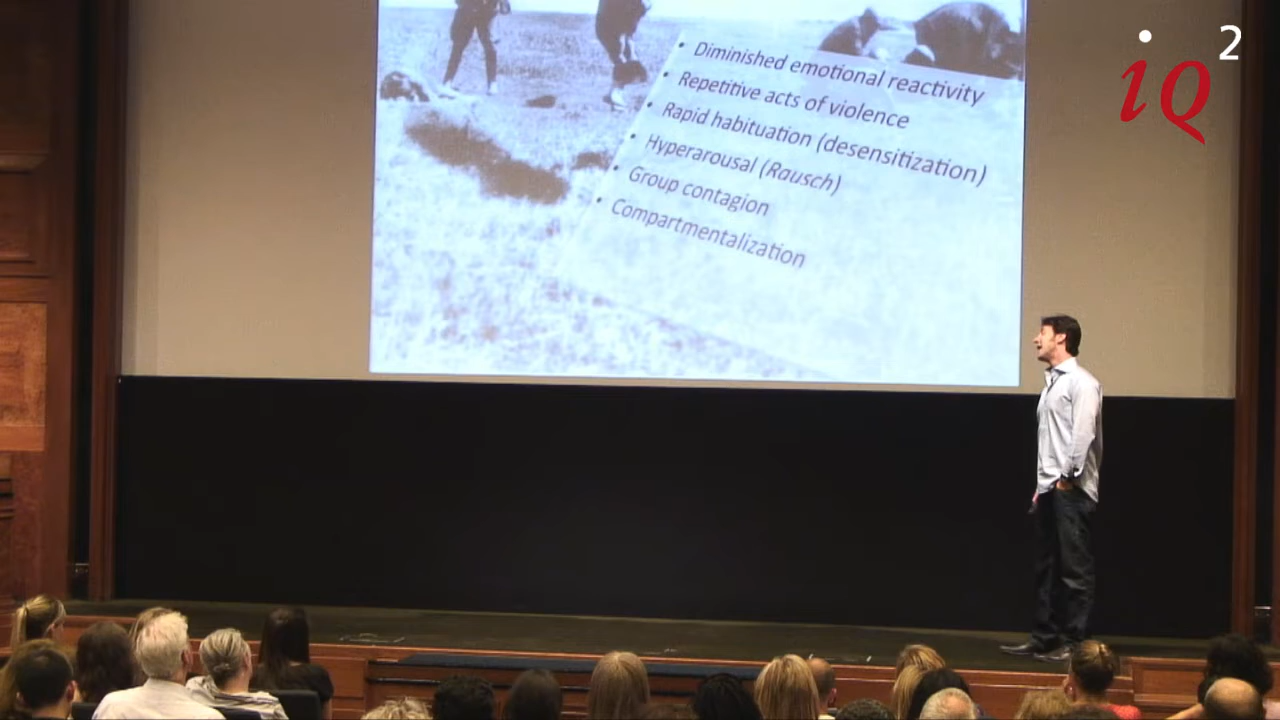 • Diminished emotional reactivity
• Repetitive acts of violence
• Rapid habituation (desensitization)
• Hyperarousal (Rausch)
• Group contagion
• Compartmentalization
iQ2